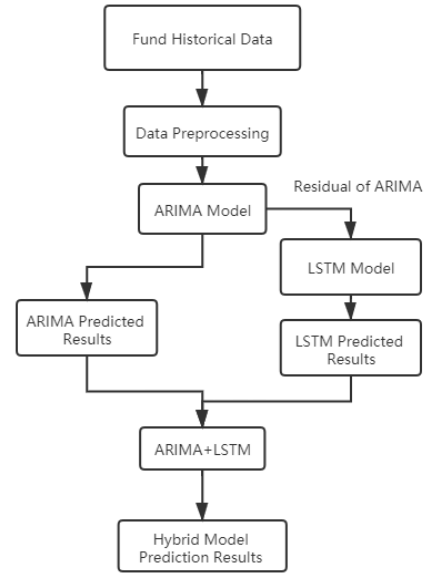 Fund Historical Data
Data Preprocessing
Residual of ARIMA
ARIMA Model
LSTM Model
ARIMA Predicted
Results
LSTM Predicted
Results
ARIMA+LSTM
Hybrid Model
Prediction Results